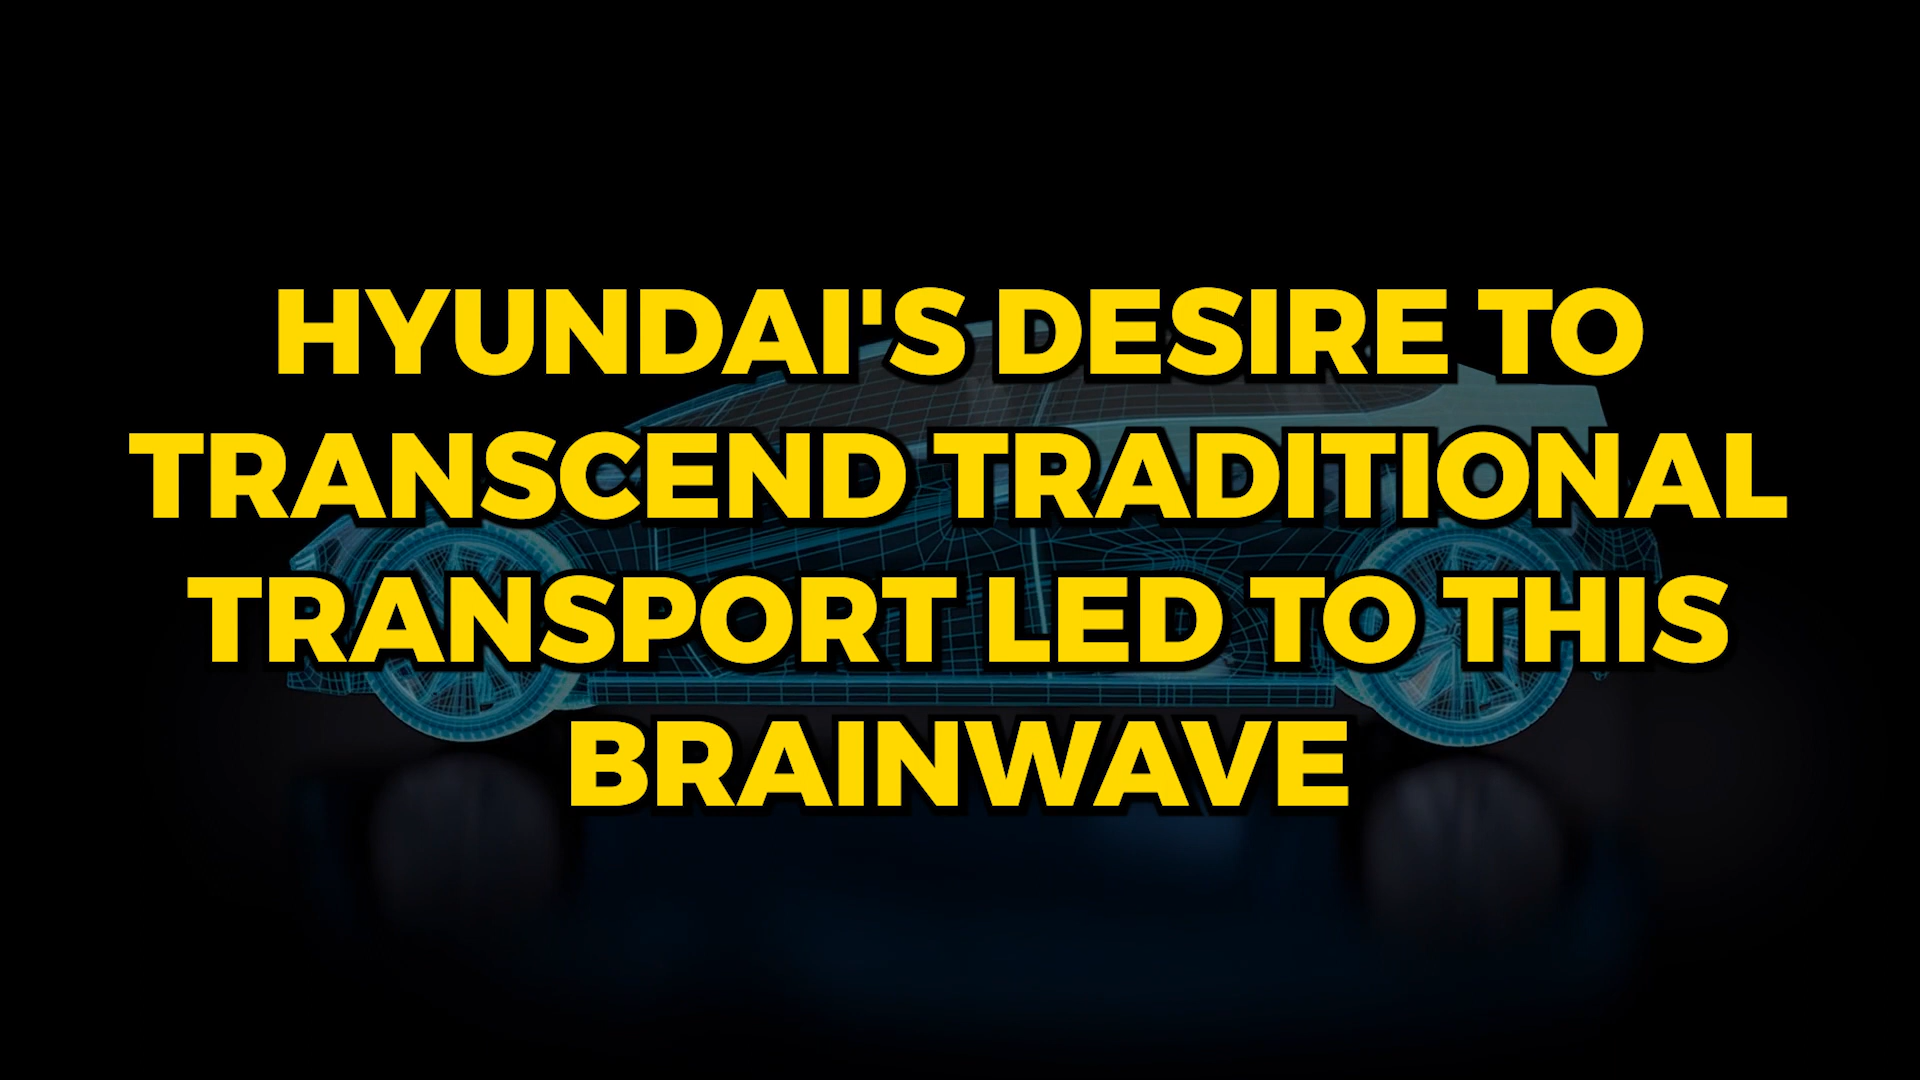 HYUNDAI'S DESIRE TO
TRANSCEND TRADITIONAL
TRANSPORT LED TO THIS
BRAINWAVE